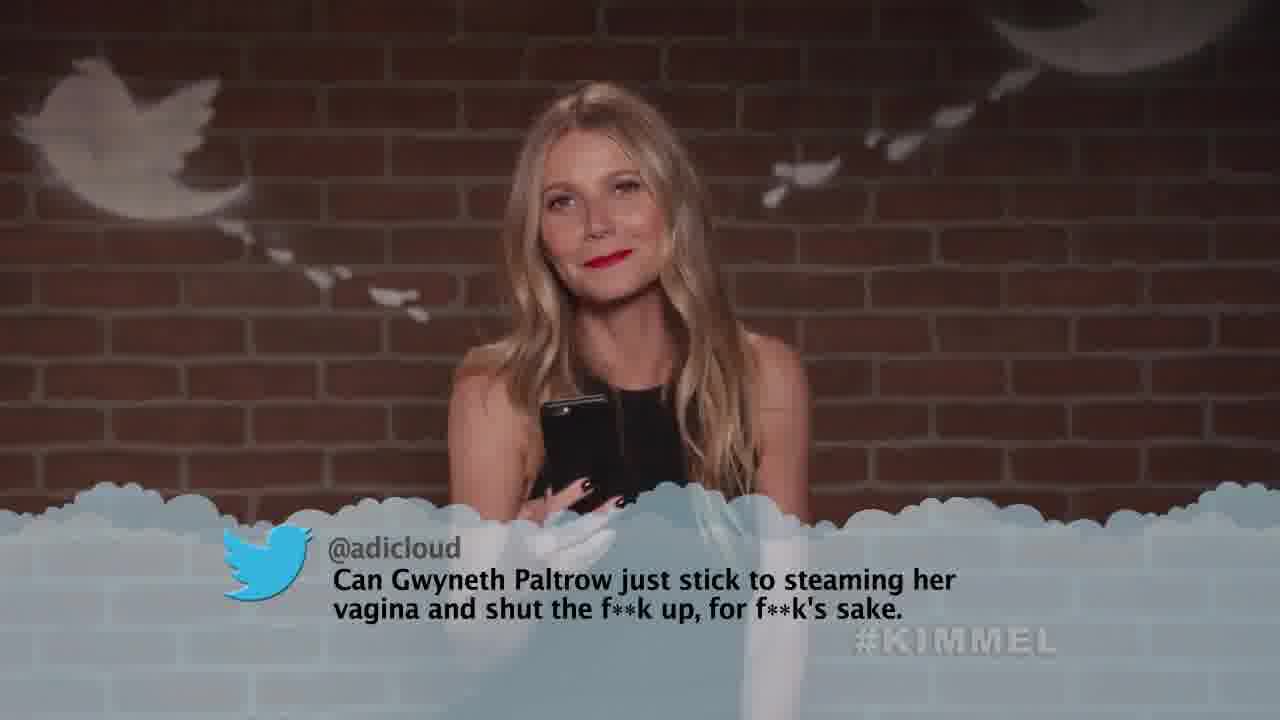 @adicloud
Can Gwyneth Paltrow just stick to steaming her
vagina and shut the f**k up, for f**k's sake.
#KIMMEL